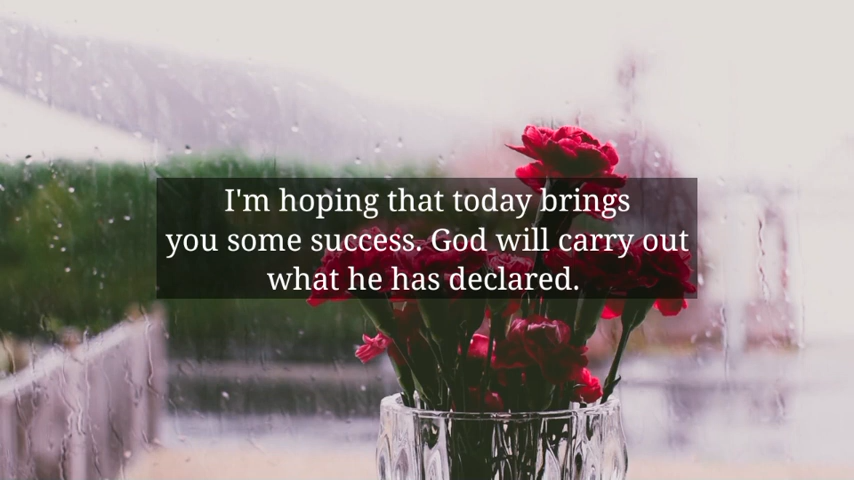 I'm hoping that today brings
you some success. God will carry out
what he has declared.